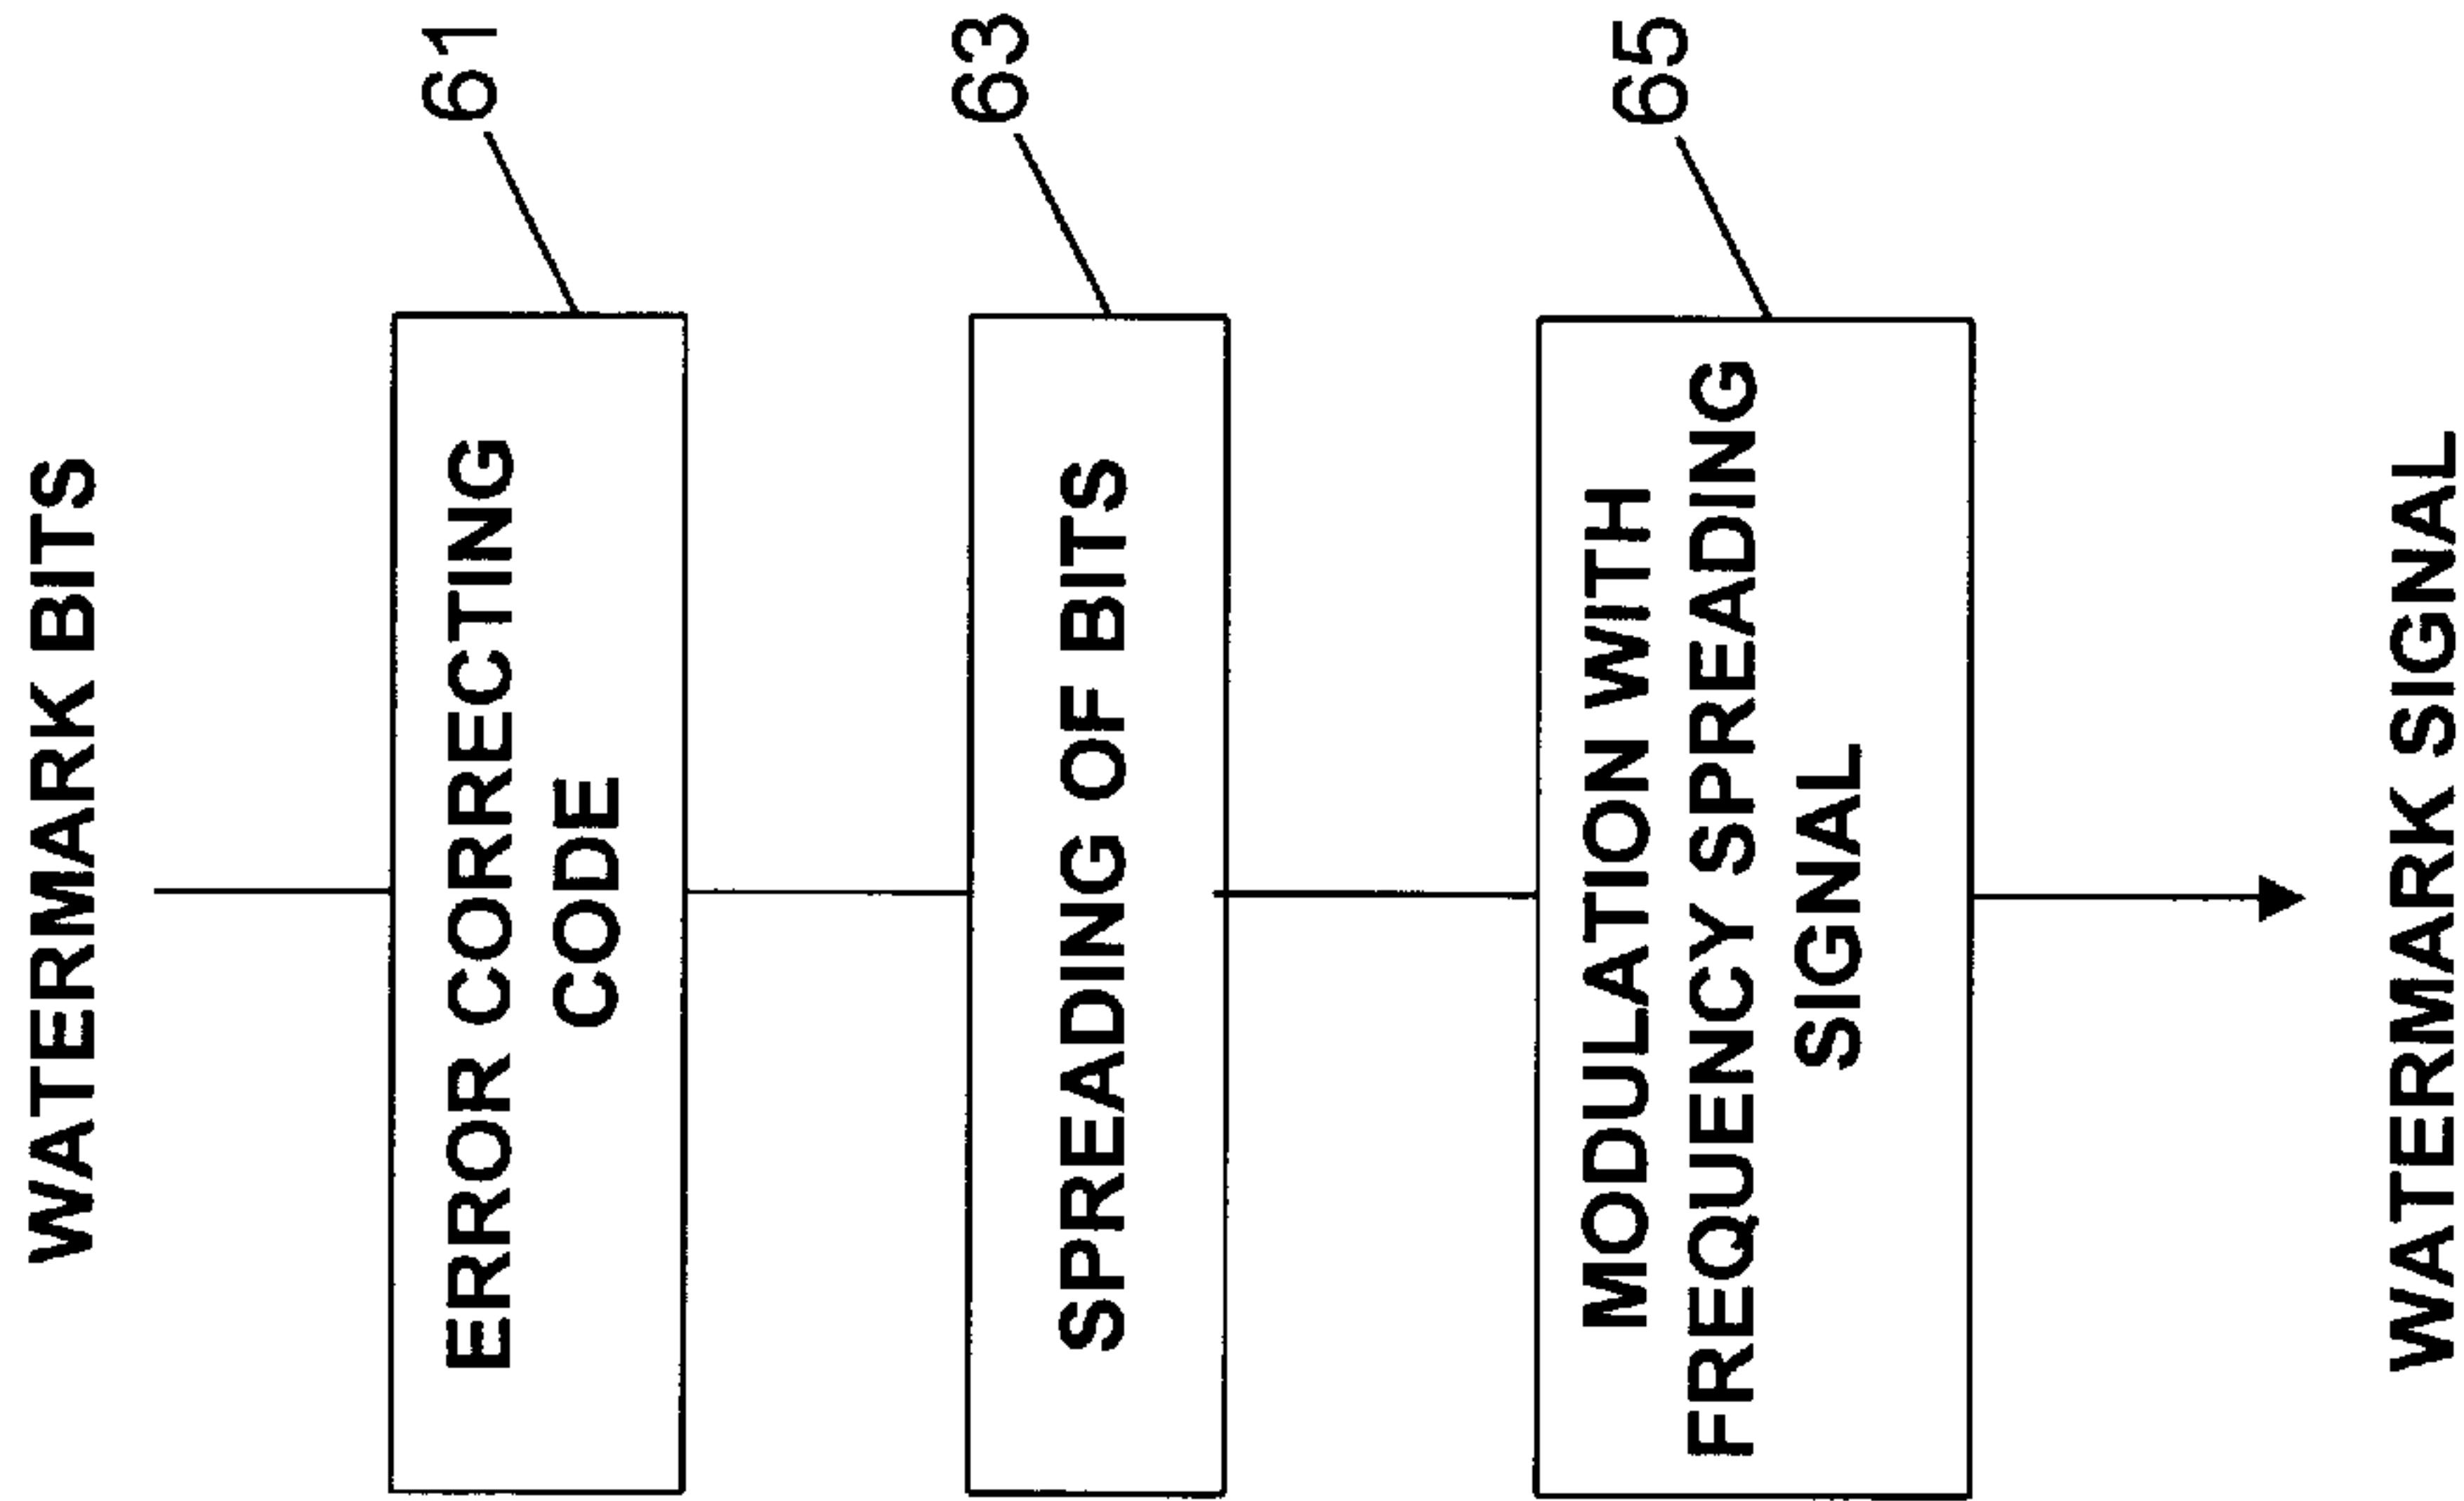 WATERMARK BITS
61
ERROR CORRECTING
CODE
63
SPREADING OF BITS
65
MODULATION WITH
FREQUENCY SPREADING
SIGNAL
WATERMARK SIGNAL